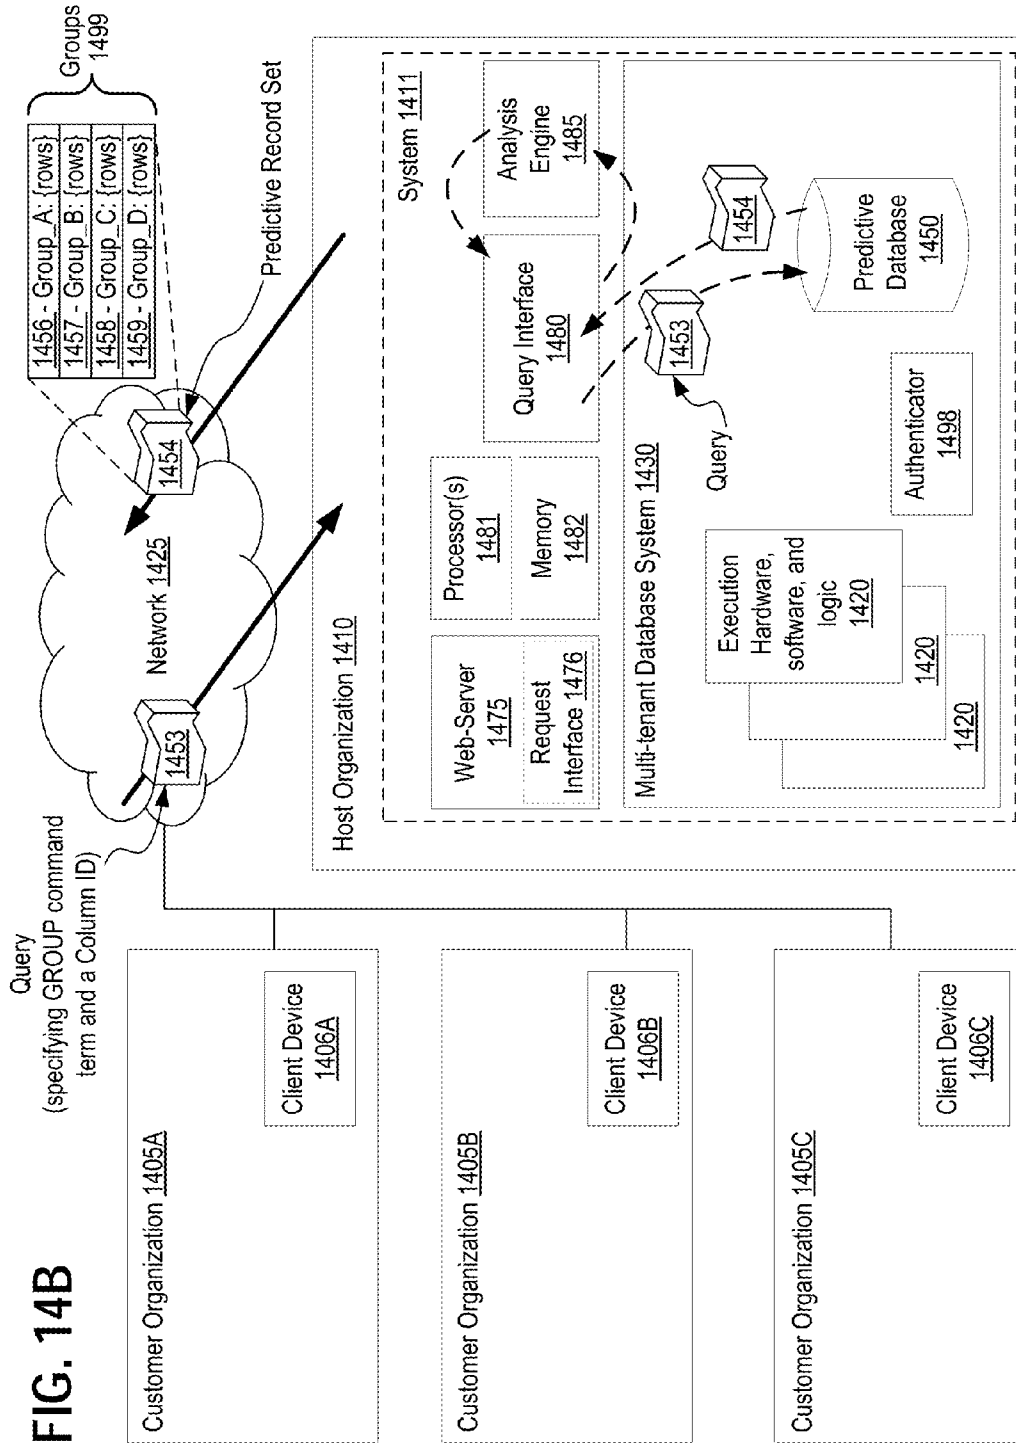 FIG. 14B
Query
(specifying GROUP command
term and a Column ID)
1453
Network 1425
1454
1456 - Group_A: {rows}
1457 - Group_B: {rows}
1458 - Group_C: {rows}
1459 - Group_D: {rows}
Groups
1499
Predictive Record Set
Customer Organization 1405A
Client Device
1406A
Customer Organization 1405B
Client Device
1406B
Customer Organization 1405C
Client Device
1406C
Host Organization 1410
System 1411
Web-Server
1475
Request
Interface 1476
Processor(s)
1481
Memory
1482
Query Interface
1480
Analysis
Engine
1485
Multi-tenant Database System 1430
Query
1453
1454
Execution
Hardware,
software, and
logic
1420
1420
1420
Authenticator
1498
Predictive
Database
1450